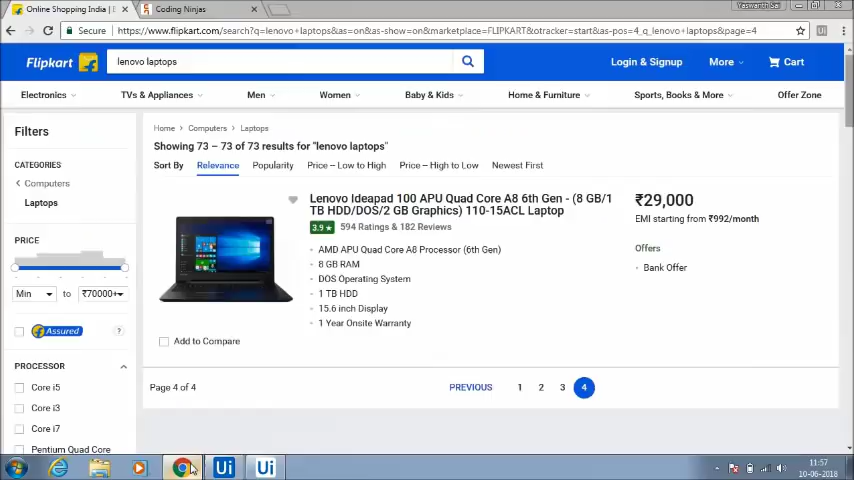 Online Shopping India | B
Coding Ninjas
Yaswanth Sai
Secure
https://www.flipkart.com/search?q=lenovo+laptops&as=on&as-show=on&marketplace=FLIPKART&otracker=start&as-pos=4_q_lenovo+laptops&page=4
Flipkart
lenovo laptops
Login & Signup
More
Cart
Electronics
TVs & Appliances
Men
Women
Baby & Kids
Home & Furniture
Sports, Books & More
Offer Zone
Filters
CATEGORIES
Computers
Laptops
PRICE
Min
to
₹70000+
Assured
?
PROCESSOR
Core i5
Core i3
Core i7
Pentium Quad Core
Home
Computers
Laptops
Showing 73 – 73 of 73 results for "lenovo laptops"
Sort By
Relevance
Popularity
Price -- Low to High
Price -- High to Low
Newest First
Lenovo Ideapad 100 APU Quad Core A8 6th Gen - (8 GB/1
TB HDD/DOS/2 GB Graphics) 110-15ACL Laptop
3.9 ★
594 Ratings & 182 Reviews
AMD APU Quad Core A8 Processor (6th Gen)
8 GB RAM
DOS Operating System
1 TB HDD
15.6 inch Display
1 Year Onsite Warranty
Add to Compare
₹29,000
EMI starting from ₹992/month
Offers
Bank Offer
Page 4 of 4
PREVIOUS
1
2
3
4
Ui
Ui
11:57
10-06-2018